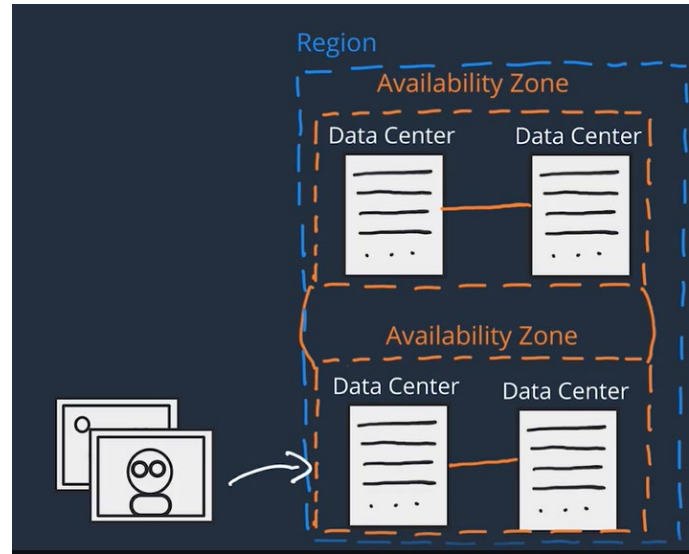 Region
Availability Zone
Data Center Data Center
Availability Zone
Data Center Data Center